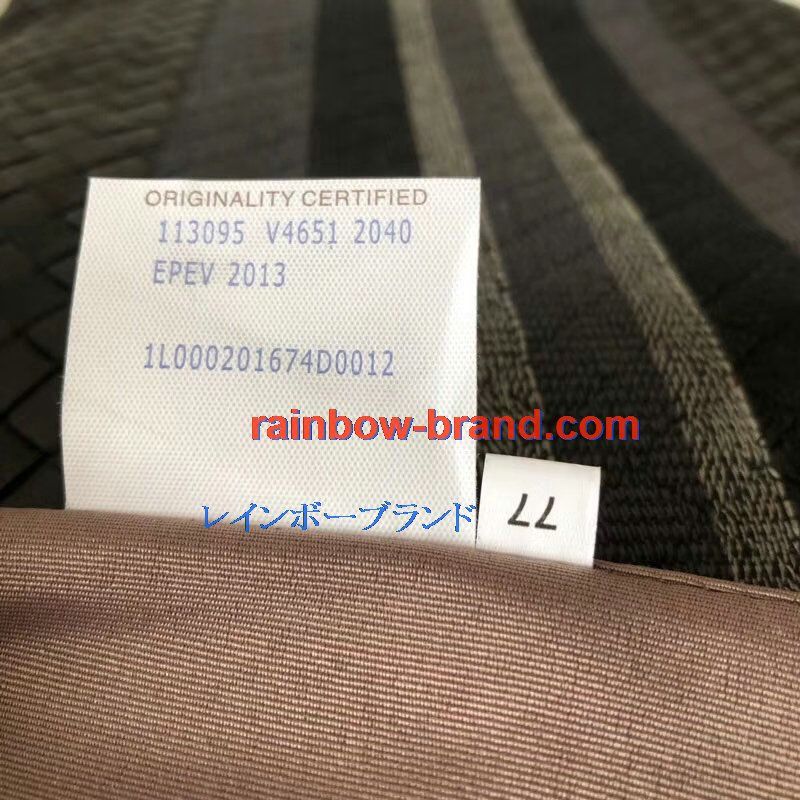 ORIGINALITY CERTIFIED
113095 V4651 2040
EPEV 2013
1L000201674D0012
rainbow-brand.com
レインボーブランド
77